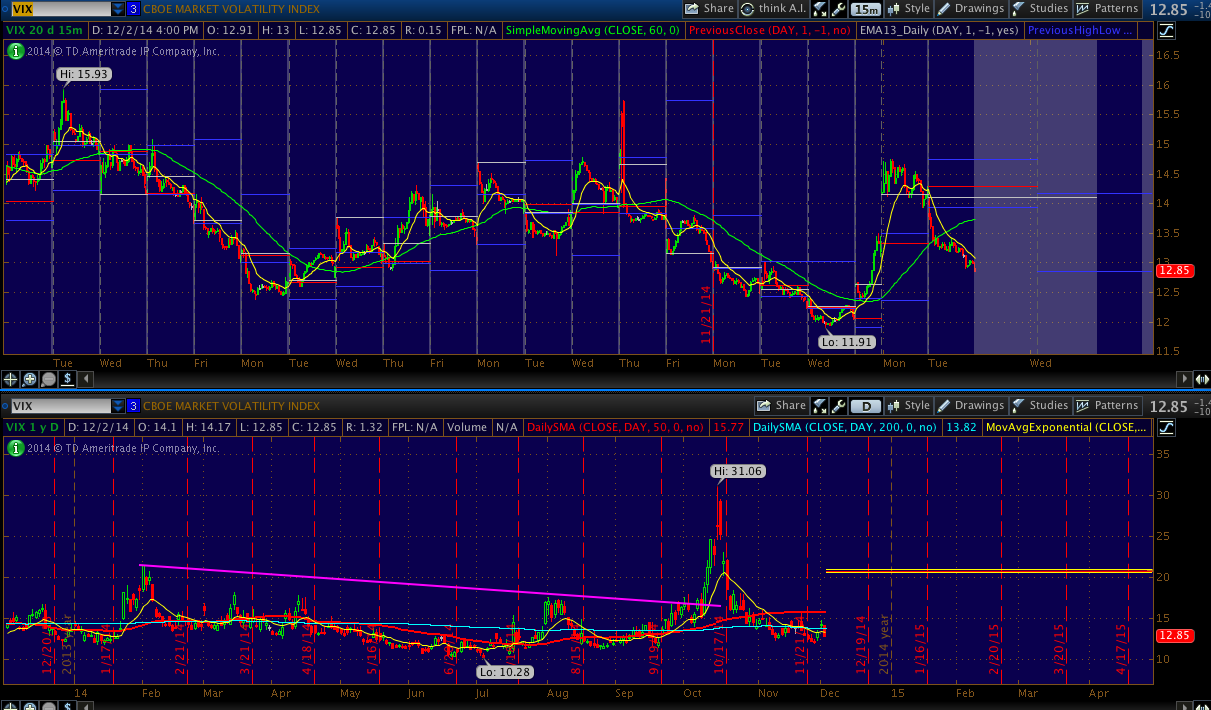 VIX 3 CBOE MARKET VOLATILITY INDEX Share think A.I. 15m Style Drawings Studies Patterns 12.85
VIX 20 d 15m D: 12/2/14 4:00 PM O: 12.91 H: 13 L: 12.85 C: 12.85 R: 0.15 FPL: N/A SimpleMovingAvg (CLOSE, 60, 0) PreviousClose (DAY, 1, -1, no) EMA13_Daily (DAY, 1, -1, yes) PreviousHighLow ...
2014 © TD Ameritrade IP Company, Inc.
16.5
Hi: 15.93
16
15.5
15
14.5
14
13.5
13
12.85
12.5
11/21/14
12
Lo: 11.91
11.5
Tue Wed Thu Fri Mon Tue Wed Thu Fri Mon Tue Wed Thu Fri Mon Tue Wed Mon Tue Wed
$
VIX 3 CBOE MARKET VOLATILITY INDEX Share D Style Drawings Studies Patterns 12.85
VIX 1 y D D: 12/2/14 O: 14.1 H: 14.17 L: 12.85 C: 12.85 R: 1.32 FPL: N/A Volume N/A DailySMA (CLOSE, DAY, 50, 0, no) 15.77 DailySMA (CLOSE, DAY, 200, 0, no) 13.82 MovAvgExponential (CLOSE,...
2014 © TD Ameritrade IP Company, Inc.
35
Hi: 31.06
30
25
20
15
12.85
10
2013 year 1/17/14 2/21/14 3/21/14 4/18/14 8/15 10/17/14 12/19/14 2014 year 1/16/15 2/20/15 3/20/15 4/17/15
Lo: 10.28
14 Feb Mar Apr May Jun Jul Aug Sep Oct Nov Dec 15 Feb Mar Apr
$